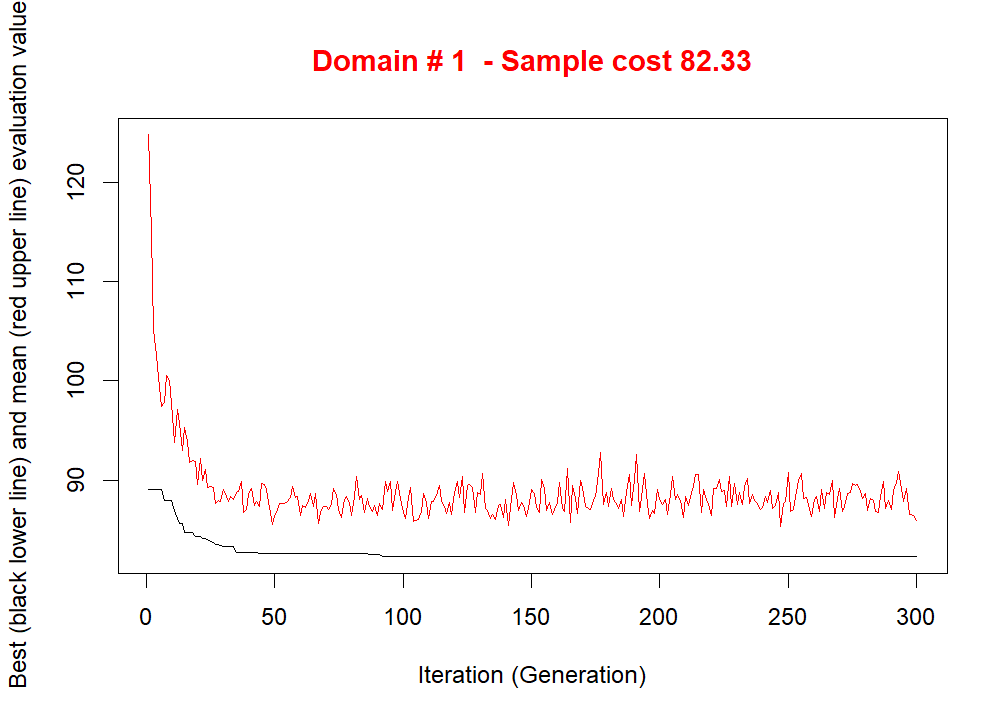 Domain # 1  - Sample cost 82.33
Best (black lower line) and mean (red upper line) evaluation value
120
110
100
90
0 50 100 150 200 250 300
Iteration (Generation)